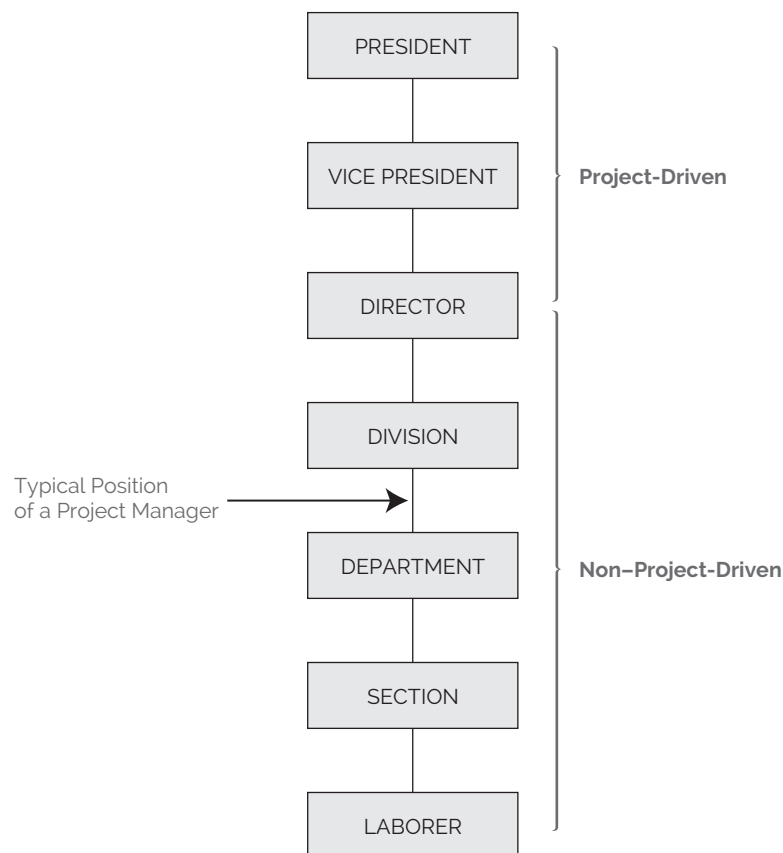 PRESIDENT
VICE PRESIDENT
Project-Driven
DIRECTOR
DIVISION
Typical Position
of a Project Manager
DEPARTMENT
Non–Project-Driven
SECTION
LABORER